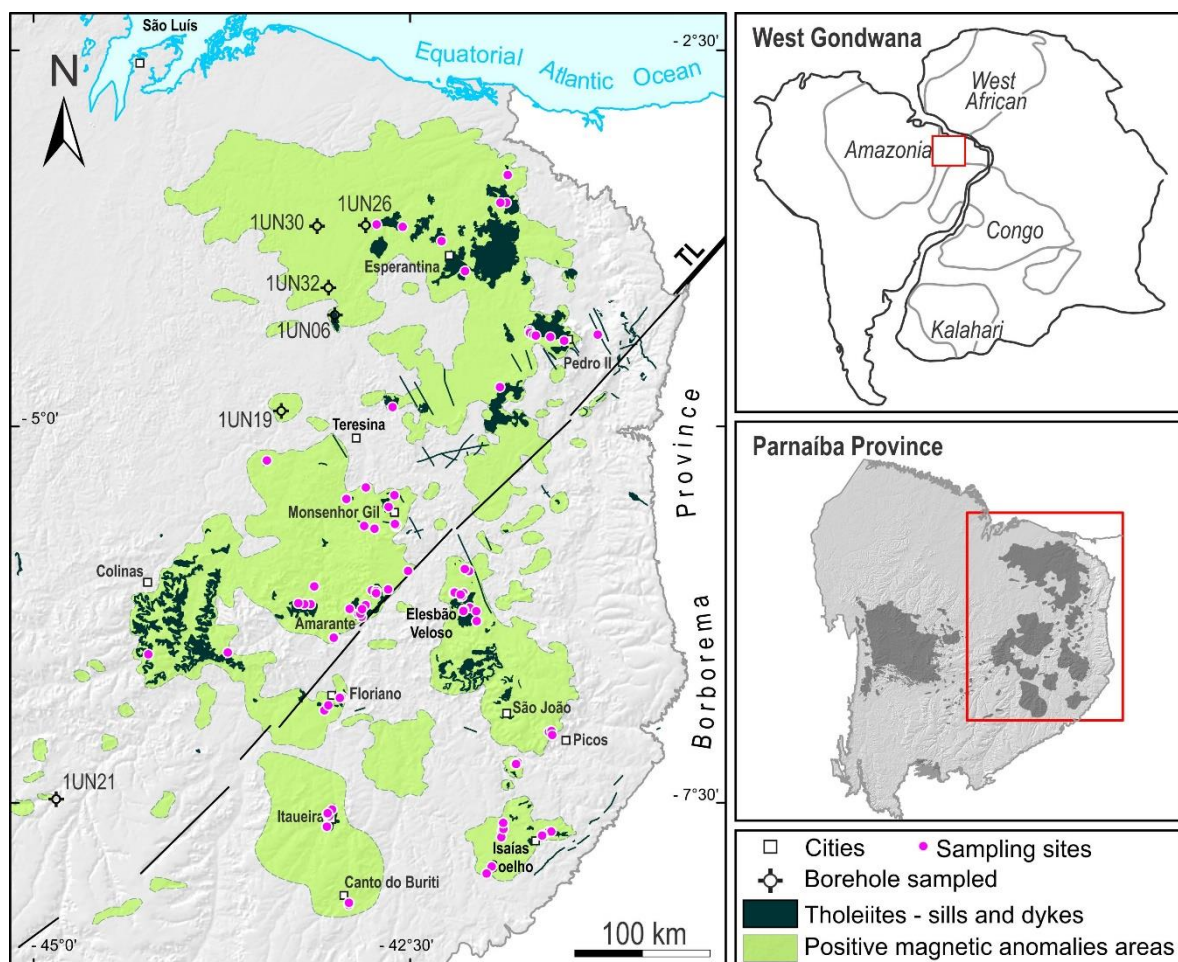 São Luís
Equatorial Atlantic Ocean
- 2°30'
N
1UN26
1UN30
Esperantina
TL
1UN32
1UN06
Pedro II
1UN19
Teresina
- 5°0'
Monsenhor Gil
Colinas
Elesbão
Veloso
Amarante
Borborema Province
Floriano
São João
Picos
1UN21
- 7°30'
Itaueira
Isaías
oelho
Canto do Buriti
45°0'
42°30'
100 km
West Gondwana
West
African
Amazonia
Congo
Kalahari
Parnaíba Province
Cities
Sampling sites
Borehole sampled
Tholeiites - sills and dykes
Positive magnetic anomalies areas